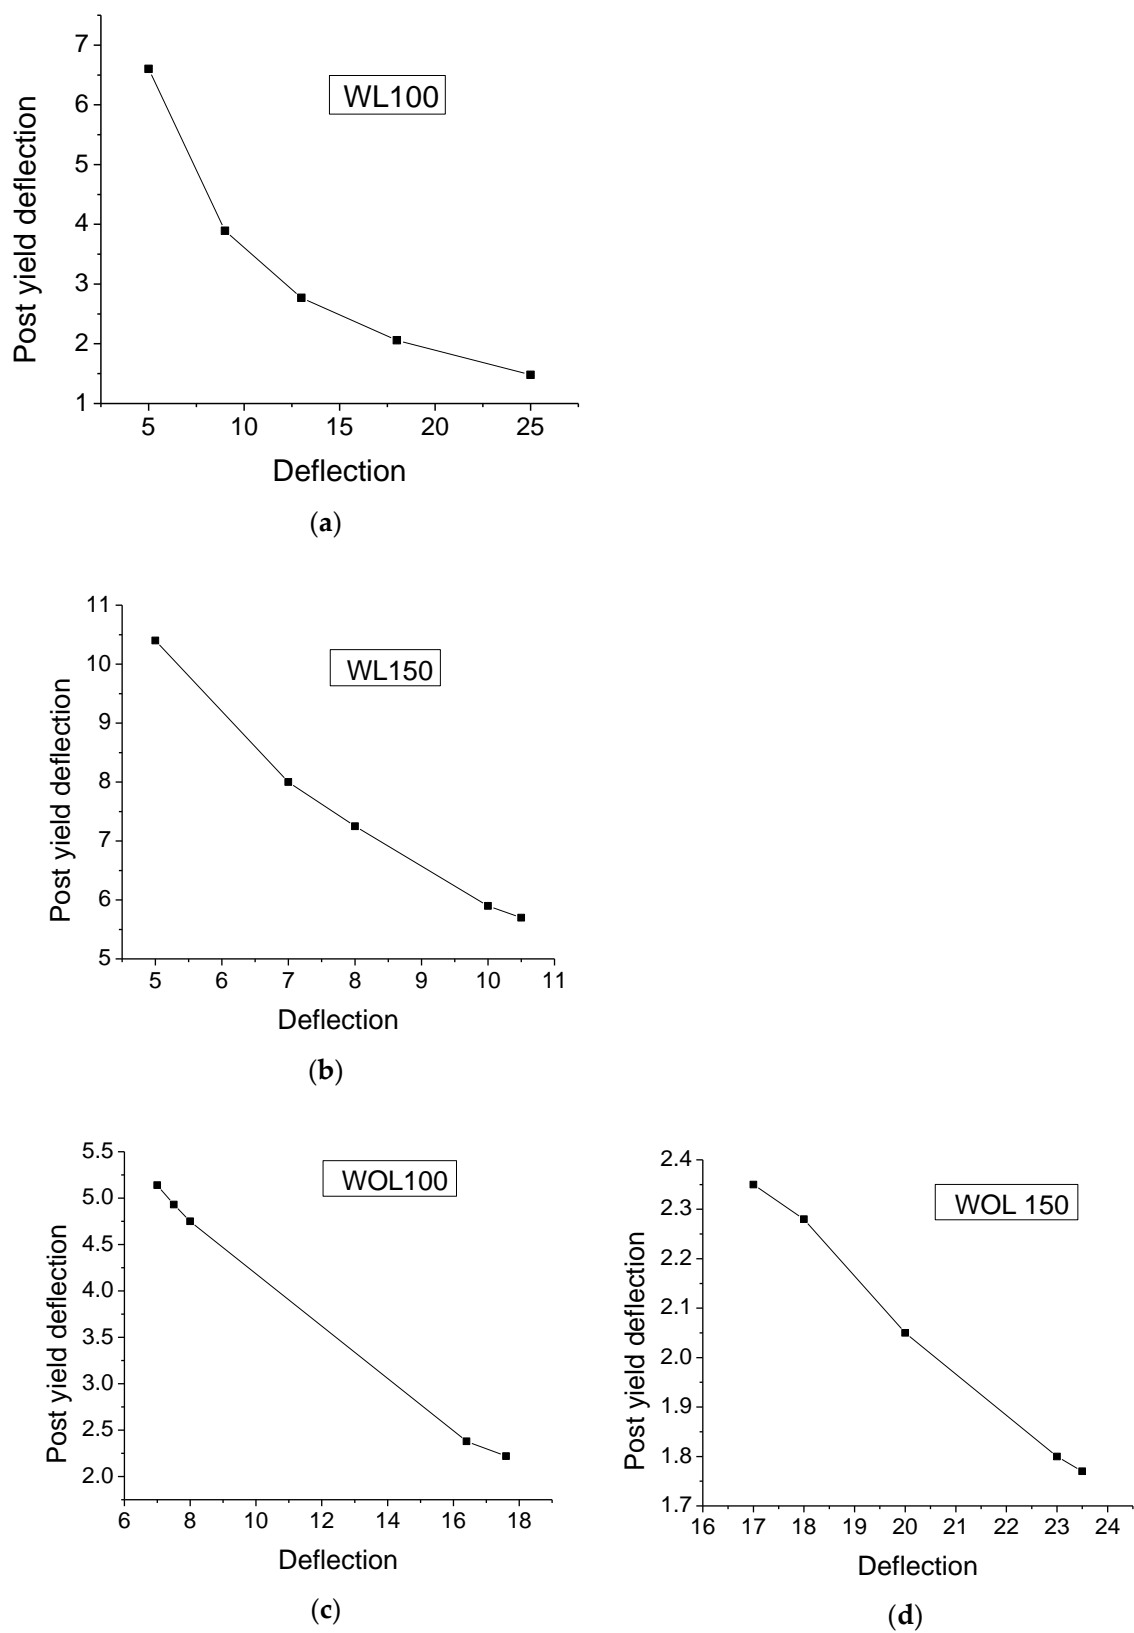 7
6
5
4
3
2
1
Post yield deflection
WL100
5 10 15 20 25
Deflection
(a)
11
10
9
8
7
6
5
Post yield deflection
WL150
5 6 7 8 9 10 11
Deflection
(b)
5.5
5.0
4.5
4.0
3.5
3.0
2.5
2.0
Post yield deflection
WOL100
6 8 10 12 14 16 18
Deflection
(c)
2.4
2.3
2.2
2.1
2.0
1.9
1.8
1.7
Post yield deflection
WOL 150
16 17 18 19 20 21 22 23 24
Deflection
(d)